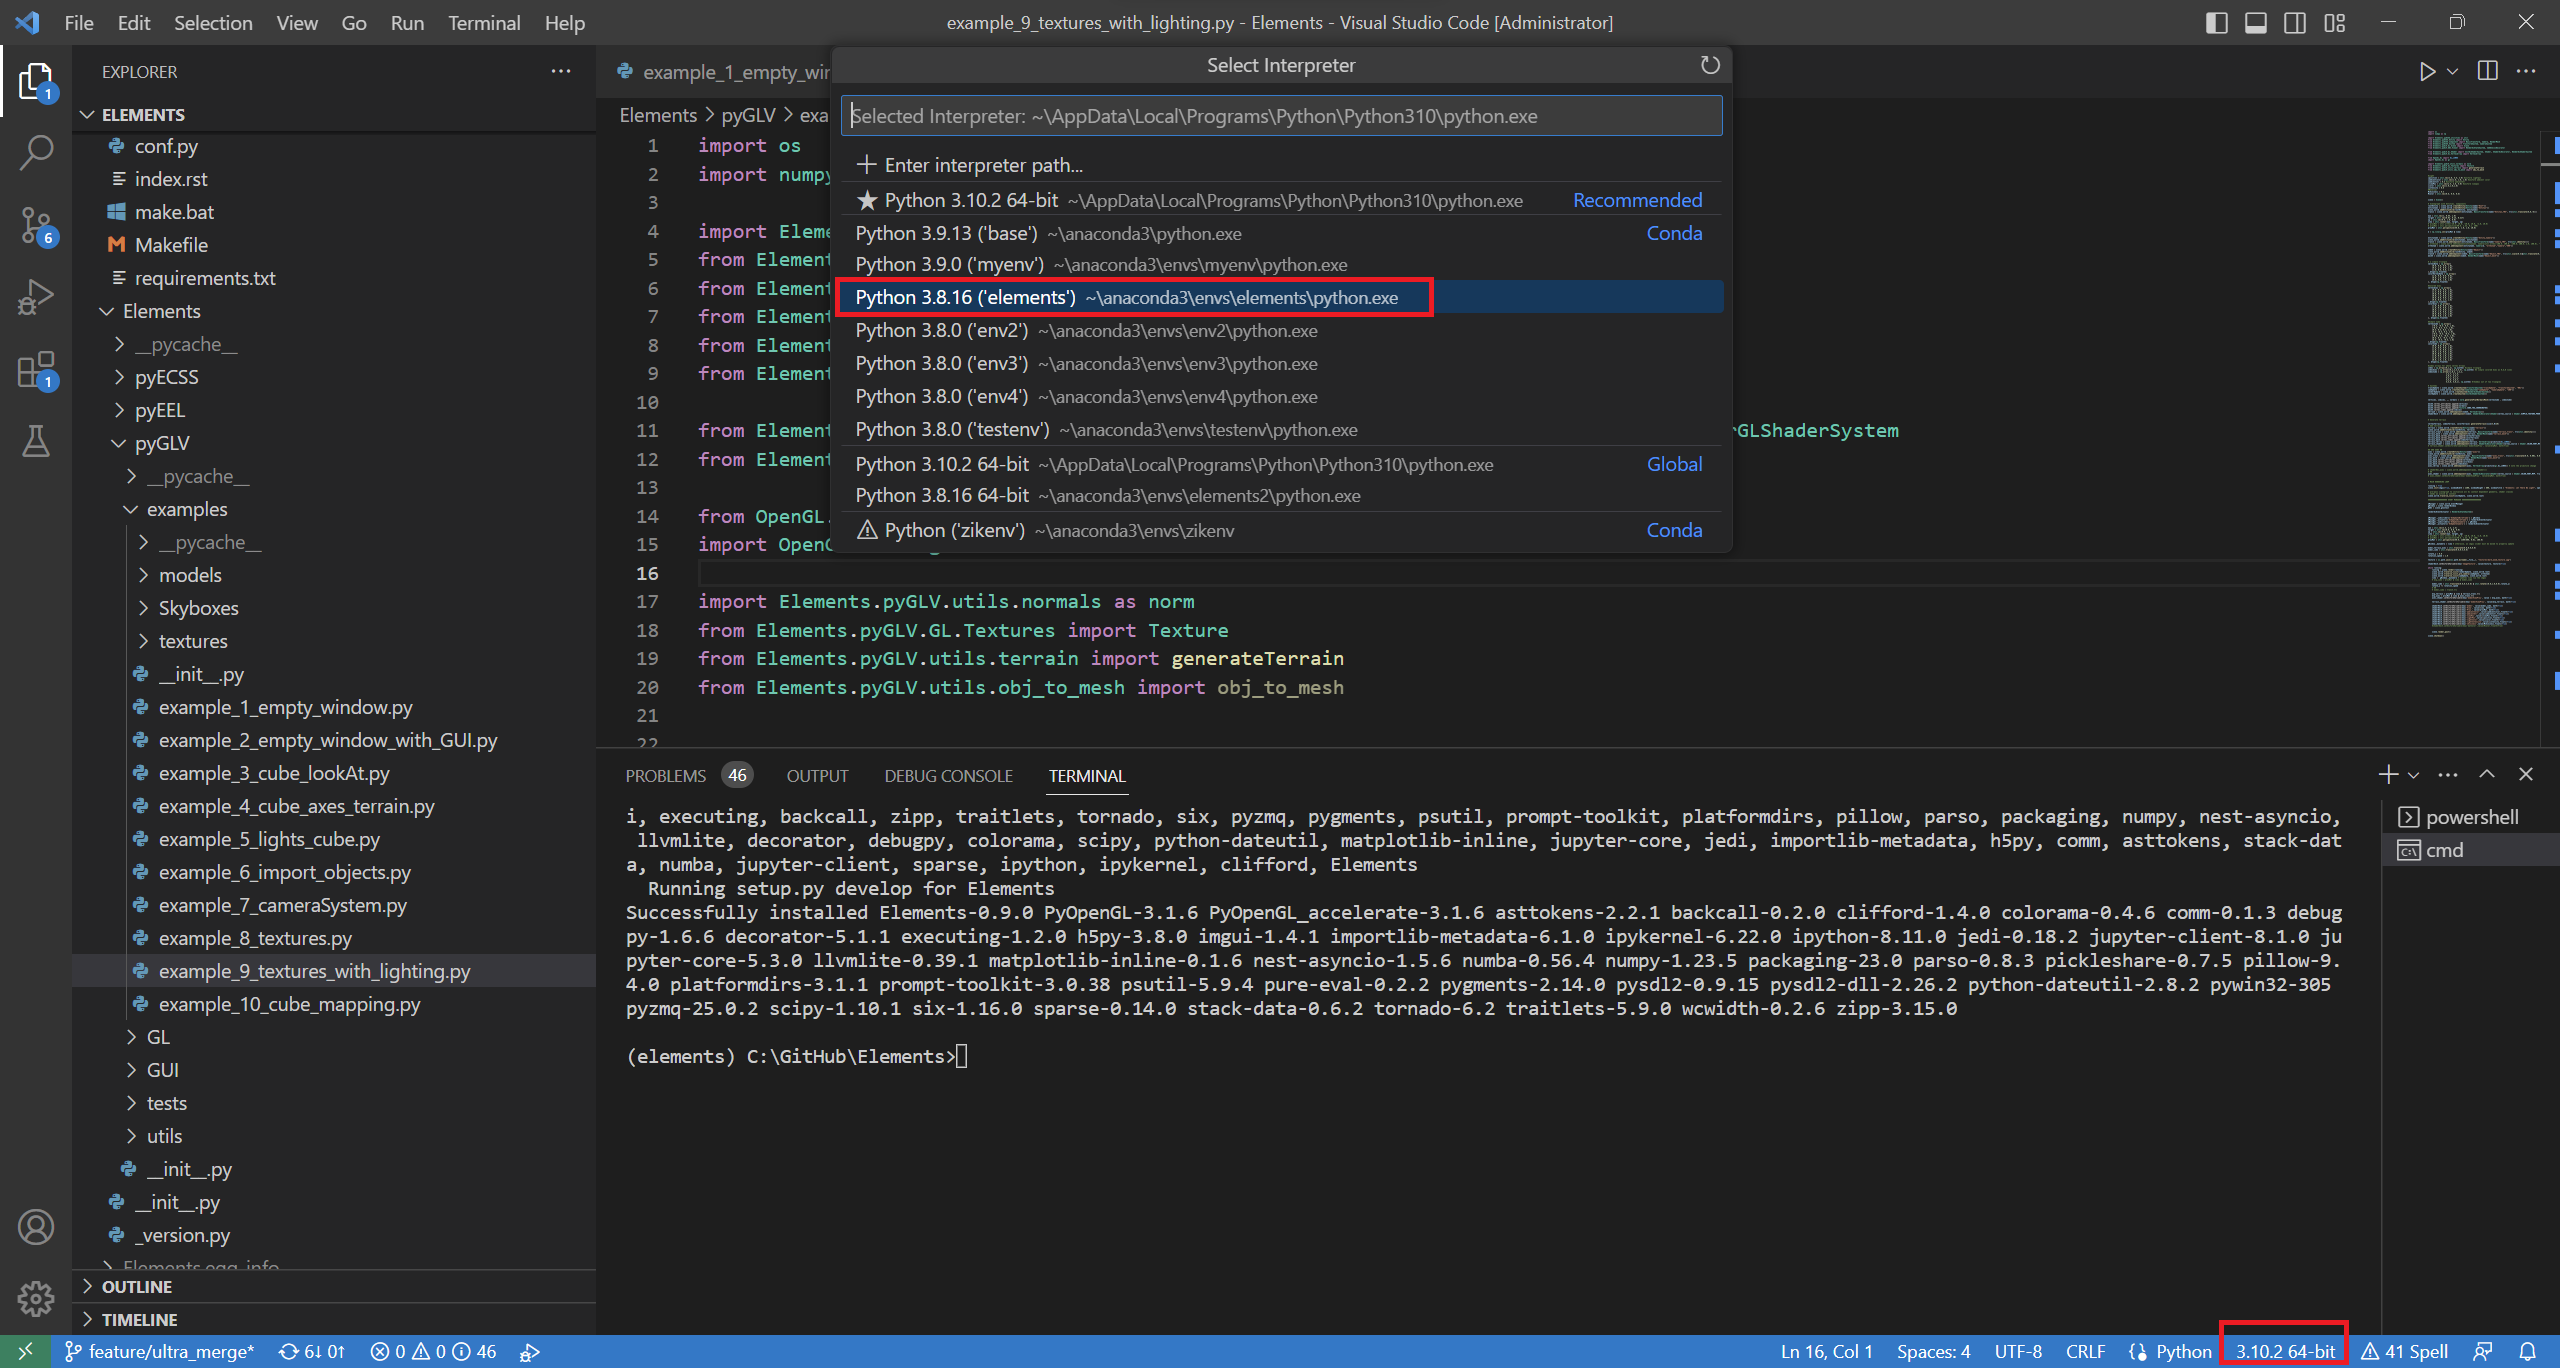 File Edit Selection View Go Run Terminal Help
example_9_textures_with_lighting.py - Elements - Visual Studio Code [Administrator]
EXPLORER
ELEMENTS
conf.py
index.rst
make.bat
Makefile
requirements.txt
Elements
__pycache__
pyECSS
pyEEL
pyGLV
__pycache__
examples
__pycache__
models
Skyboxes
textures
__init__.py
example_1_empty_window.py
example_2_empty_window_with_GUI.py
example_3_cube_lookAt.py
example_4_cube_axes_terrain.py
example_5_lights_cube.py
example_6_import_objects.py
example_7_cameraSystem.py
example_8_textures.py
example_9_textures_with_lighting.py
example_10_cube_mapping.py
GL
GUI
tests
utils
__init__.py
__init__.py
_version.py
Elements.egg-info
OUTLINE
TIMELINE
1
6
1
example_1_empty_win
Elements > pyGLV > exa
Select Interpreter
Selected Interpreter: ~\AppData\Local\Programs\Python\Python310\python.exe
Enter interpreter path...
Python 3.10.2 64-bit ~\AppData\Local\Programs\Python\Python310\python.exe Recommended
Python 3.9.13 ('base') ~\anaconda3\python.exe Conda
Python 3.9.0 ('myenv') ~\anaconda3\envs\myenv\python.exe
Python 3.8.16 ('elements') ~\anaconda3\envs\elements\python.exe
Python 3.8.0 ('env2') ~\anaconda3\envs\env2\python.exe
Python 3.8.0 ('env3') ~\anaconda3\envs\env3\python.exe
Python 3.8.0 ('env4') ~\anaconda3\envs\env4\python.exe
Python 3.8.0 ('testenv') ~\anaconda3\envs\testenv\python.exe
Python 3.10.2 64-bit ~\AppData\Local\Programs\Python\Python310\python.exe Global
Python 3.8.16 64-bit ~\anaconda3\envs\elements2\python.exe
Python ('zikenv') ~\anaconda3\envs\zikenv Conda
1 import os
2 import numpy
3
4 import Eleme
5 from Element
6 from Element
7 from Element
8 from Element
9 from Element
10
11 from Element rGLShaderSystem
12 from Element
13
14 from OpenGL.
15 import OpenG
16
17 import Elements.pyGLV.utils.normals as norm
18 from Elements.pyGLV.GL.Textures import Texture
19 from Elements.pyGLV.utils.terrain import generateTerrain
20 from Elements.pyGLV.utils.obj_to_mesh import obj_to_mesh
21
22
PROBLEMS 46 OUTPUT DEBUG CONSOLE TERMINAL
i, executing, backcall, zipp, traitlets, tornado, six, pyzmq, pygments, psutil, prompt-toolkit, platformdirs, pillow, parso, packaging, numpy, nest-asyncio,
llvmlite, decorator, debugpy, colorama, scipy, python-dateutil, matplotlib-inline, jupyter-core, jedi, importlib-metadata, h5py, comm, asttokens, stack-dat
a, numba, jupyter-client, sparse, ipython, ipykernel, clifford, Elements
Running setup.py develop for Elements
Successfully installed Elements-0.9.0 PyOpenGL-3.1.6 PyOpenGL_accelerate-3.1.6 asttokens-2.2.1 backcall-0.2.0 clifford-1.4.0 colorama-0.4.6 comm-0.1.3 debug
py-1.6.6 decorator-5.1.1 executing-1.2.0 h5py-3.8.0 imgui-1.4.1 importlib-metadata-6.1.0 ipykernel-6.22.0 ipython-8.11.0 jedi-0.18.2 jupyter-client-8.1.0 ju
pyter-core-5.3.0 llvmlite-0.39.1 matplotlib-inline-0.1.6 nest-asyncio-1.5.6 numba-0.56.4 numpy-1.23.5 packaging-23.0 parso-0.8.3 pickleshare-0.7.5 pillow-9.
4.0 platformdirs-3.1.1 prompt-toolkit-3.0.38 psutil-5.9.4 pure-eval-0.2.2 pygments-2.14.0 pysdl2-0.9.15 pysdl2-dll-2.26.2 python-dateutil-2.8.2 pywin32-305
pyzmq-25.0.2 scipy-1.10.1 six-1.16.0 sparse-0.14.0 stack-data-0.6.2 tornado-6.2 traitlets-5.9.0 wcwidth-0.2.6 zipp-3.15.0
(elements) C:\GitHub\Elements>
powershell
cmd
feature/ultra_merge* 6↓ 0↑ 0 0 46
Ln 16, Col 1 Spaces: 4 UTF-8 CRLF Python 3.10.2 64-bit 41 Spell